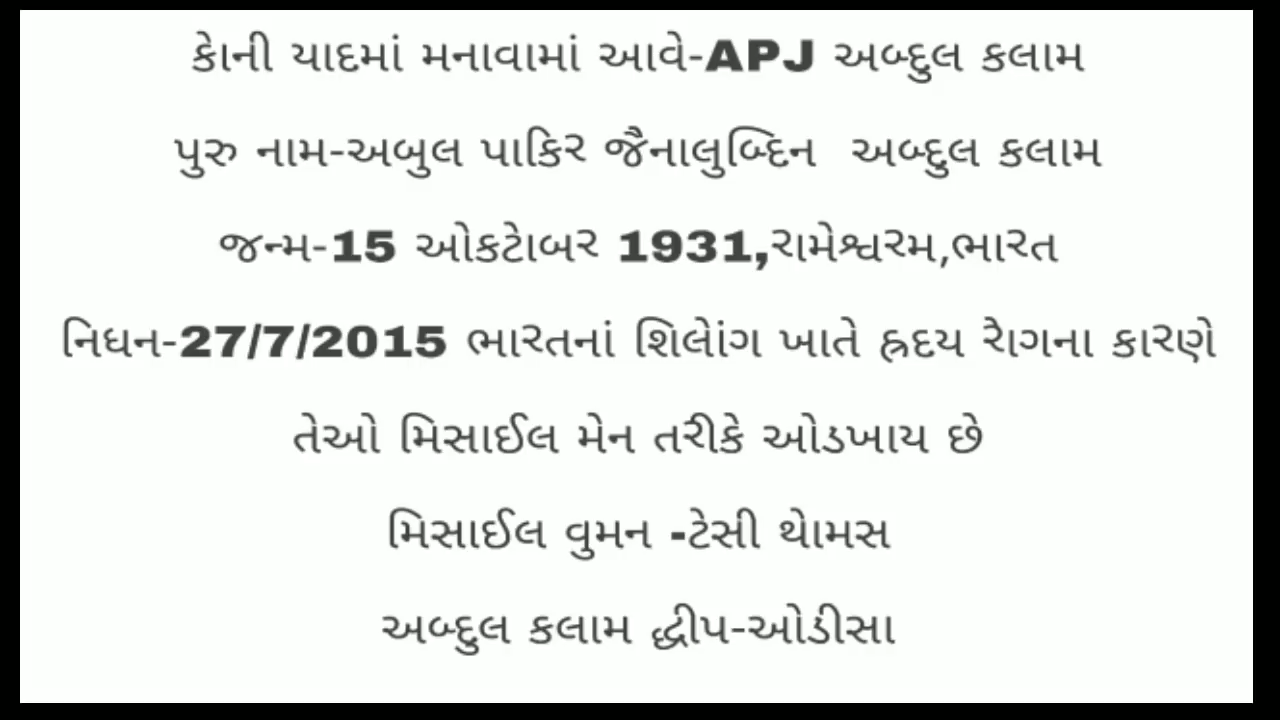 કોની યાદમાં મનાવામાં આવે-APJ અબ્દુલ કલામ
પુરુ નામ-અબુલ પાકિર જૈનાલુબ્દિન અબ્દુલ કલામ
જન્મ-15 ઓકટોબર 1931,રામેશ્વરમ,ભારત
નિધન-27/7/2015 ભારતનાં શિલોંગ ખાતે હ્રદય રોગના કારણે
તેઓ મિસાઈલ મેન તરીકે ઓડખાય છે
મિસાઈલ વુમન -ટેસી થોમસ
અબ્દુલ કલામ દ્વીપ-ઓડીસા